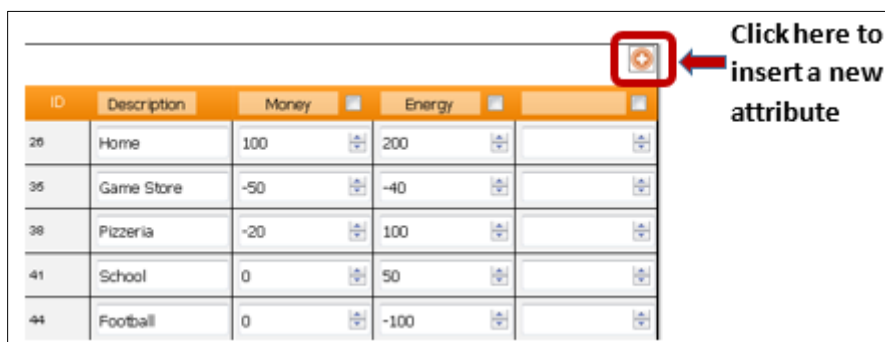 Click here to
insert a new
attribute
ID Description Money Energy
26 Home 100 200
35 Game Store -50 -40
38 Pizzeria -20 100
41 School 0 50
44 Football 0 -100